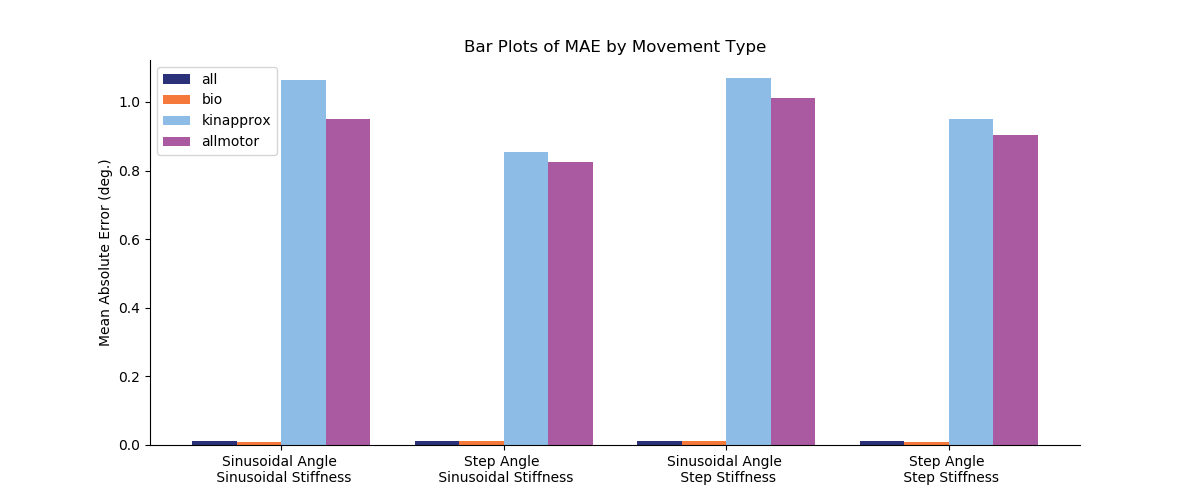 Bar Plots of MAE by Movement Type
all
bio
kinapprox
allmotor
Mean Absolute Error (deg.)
1.0
0.8
0.6
0.4
0.2
0.0
Sinusoidal Angle
Sinusoidal Stiffness
Step Angle
Sinusoidal Stiffness
Sinusoidal Angle
Step Stiffness
Step Angle
Step Stiffness